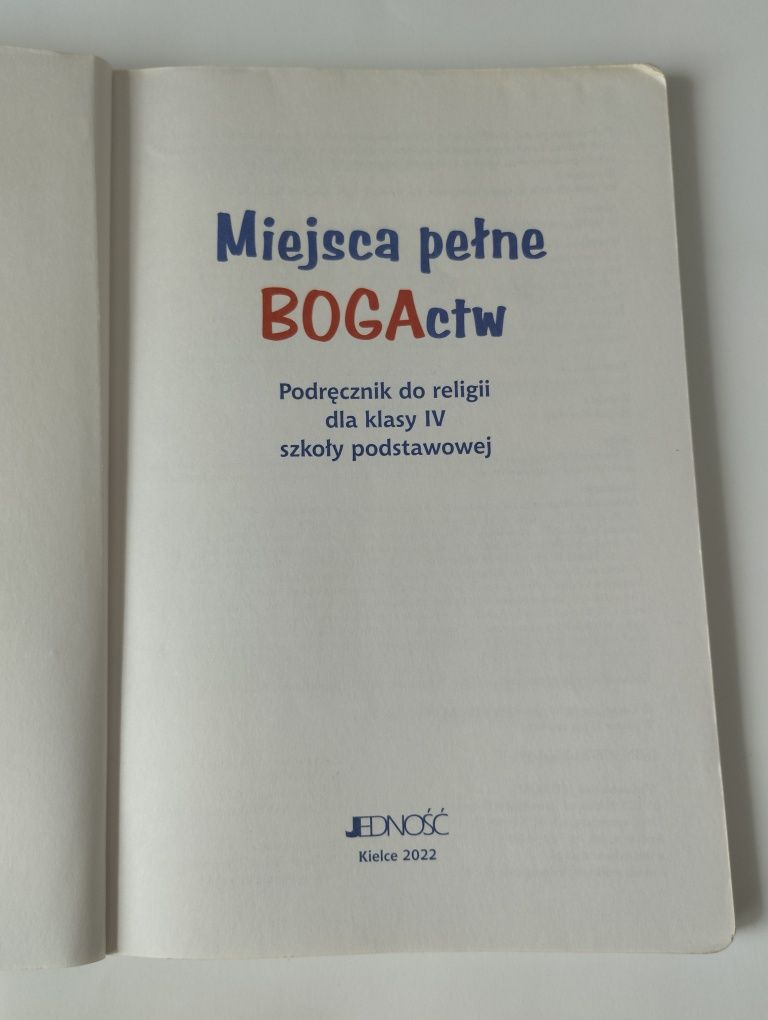 Miejsca pełne
BOGActw
Podręcznik do religii
dla klasy IV
szkoły podstawowej
JEDNOŚĆ
Kielce 2022